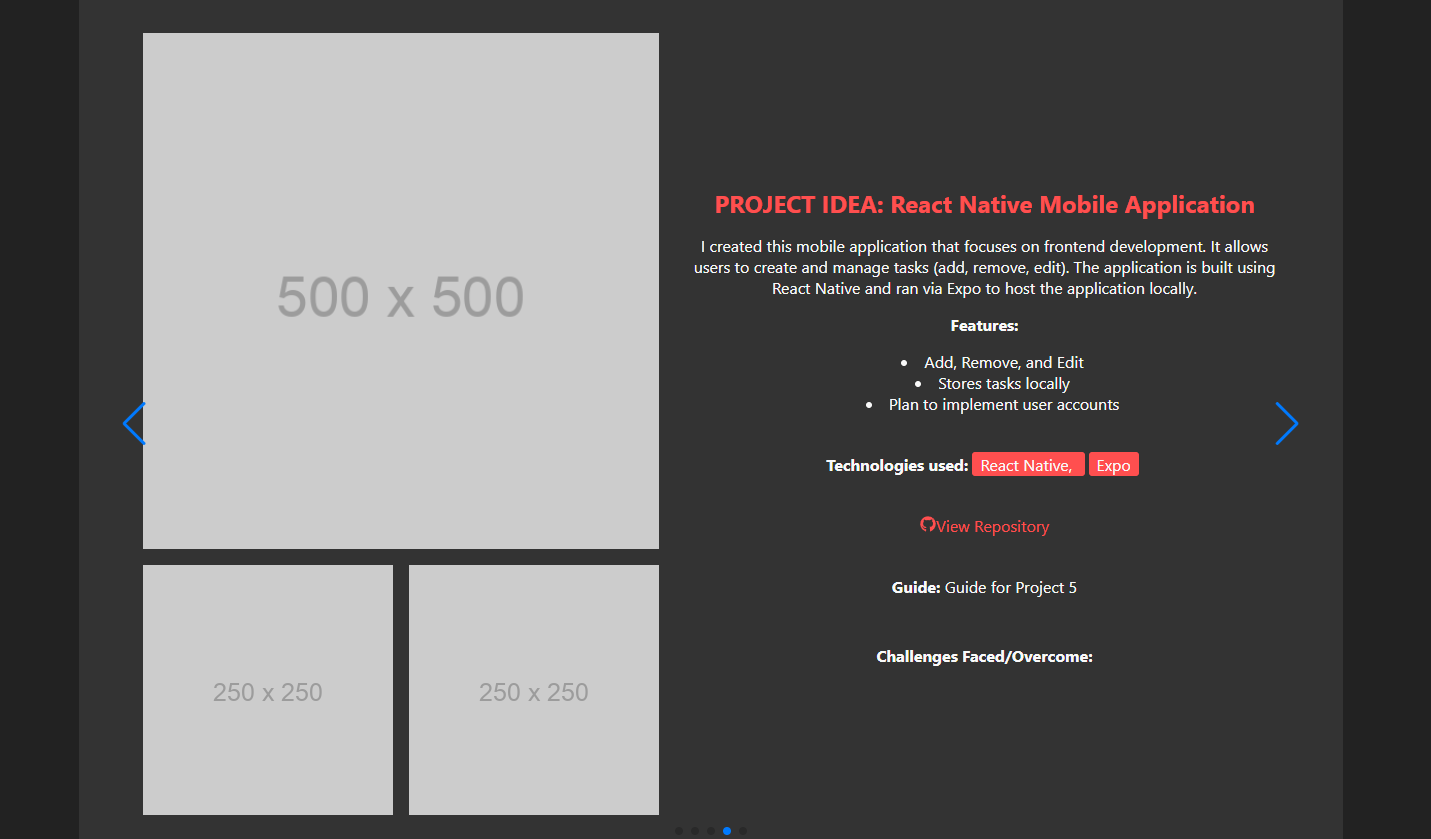 500 x 500
250 x 250
250 x 250
PROJECT IDEA: React Native Mobile Application
I created this mobile application that focuses on frontend development. It allows
users to create and manage tasks (add, remove, edit). The application is built using
React Native and ran via Expo to host the application locally.
Features:
• Add, Remove, and Edit
• Stores tasks locally
• Plan to implement user accounts
Technologies used: React Native, Expo
View Repository
Guide: Guide for Project 5
Challenges Faced/Overcome: